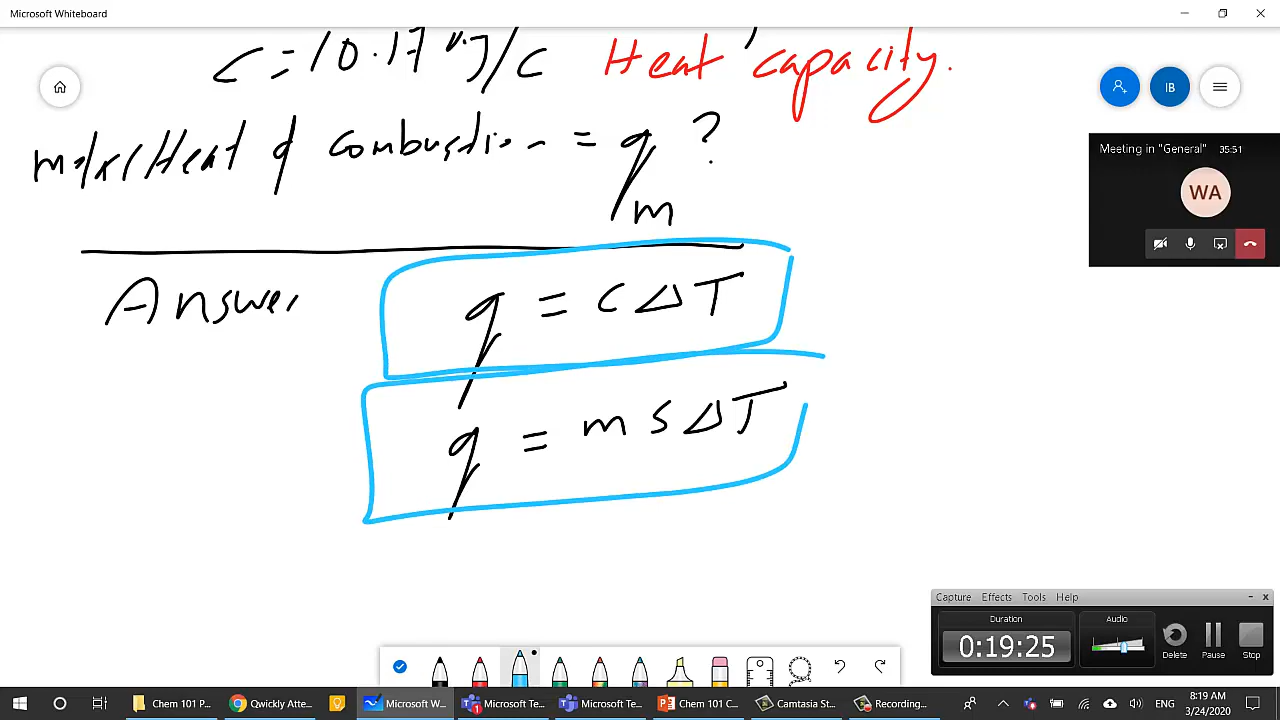 Microsoft Whiteboard
C = 10.17 kJ/C Heat capacity.
IB
molar Heat of combustion = qm ?
Meeting in "General" 35:51
WA
Answer
q = C Δ T
q = m s Δ T
Capture Effects Tools Help
Duration
Audio
0:19:25
Delete Pause Stop
Chem 101 P...
Qwickly Atte...
Microsoft W...
Microsoft Te...
Microsoft Te...
Chem 101 C...
Camtasia St...
Recording...
ENG
8:19 AM
3/24/2020